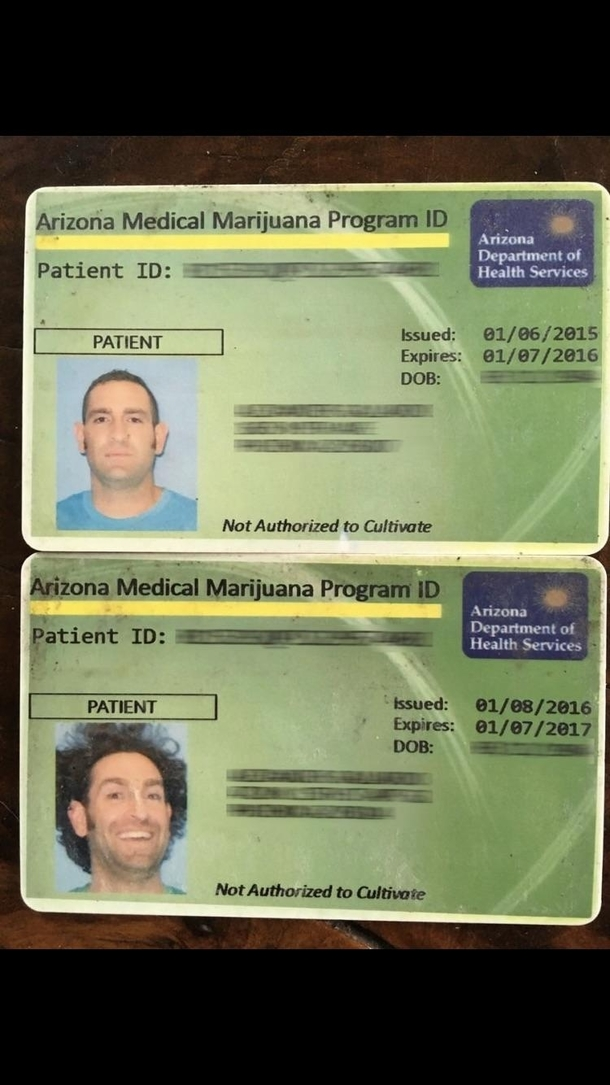 Arizona Medical Marijuana Program ID
Arizona
Department of
Health Services
Patient ID:
PATIENT
Issued: 01/06/2015
Expires: 01/07/2016
DOB:
Not Authorized to Cultivate
Arizona Medical Marijuana Program ID
Arizona
Department of
Health Services
Patient ID:
PATIENT
Issued: 01/08/2016
Expires: 01/07/2017
DOB:
Not Authorized to Cultivate